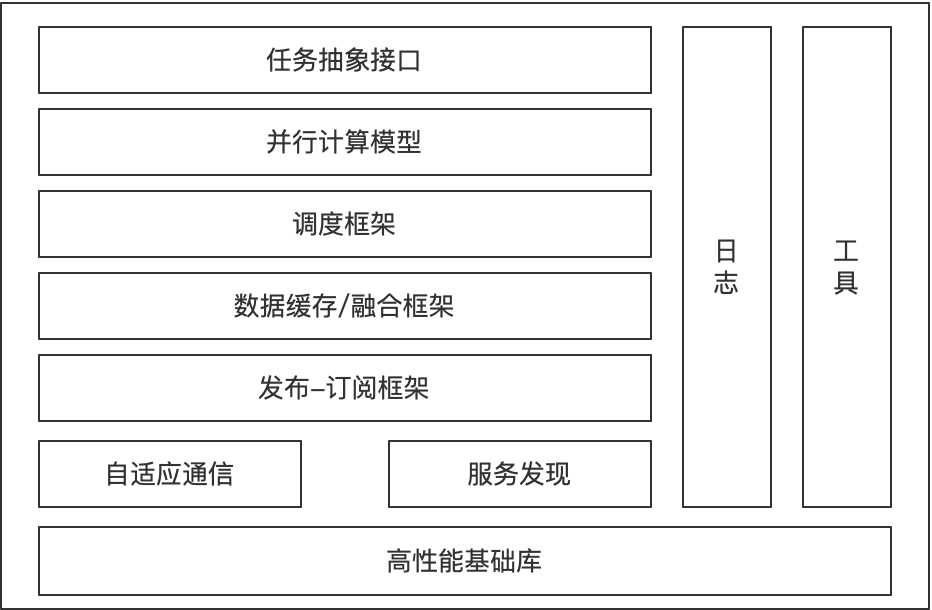 任务抽象接口
并行计算模型
调度框架
数据缓存/融合框架
发布–订阅框架
自适应通信
服务发现
日志
工具
高性能基础库